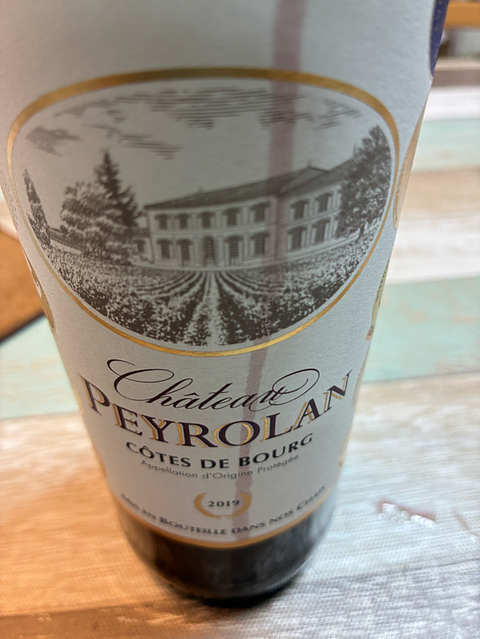 Château
PEYROLAN
CÔTES DE BOURG
Appellation d'Origine Protégée
2019
MIS EN BOUTEILLE DANS NOS CHAIS